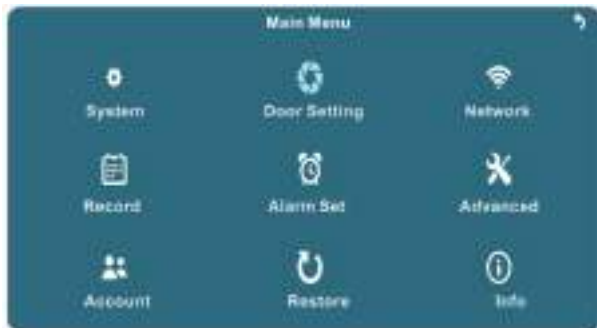 Main Menu
System Door Setting Network
Record Alarm Set Advanced
Account Restore Info